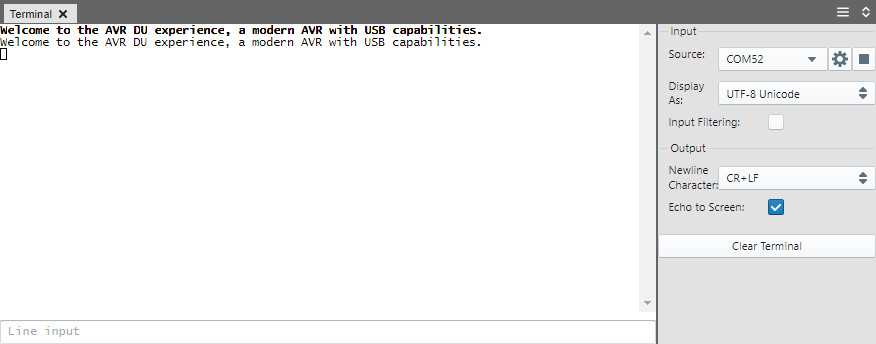 Terminal
Welcome to the AVR DU experience, a modern AVR with USB capabilities.
Welcome to the AVR DU experience, a modern AVR with USB capabilities.
Line input
Input
Source: COM52
Display As: UTF-8 Unicode
Input Filtering:
Output
Newline Character: CR+LF
Echo to Screen:
Clear Terminal